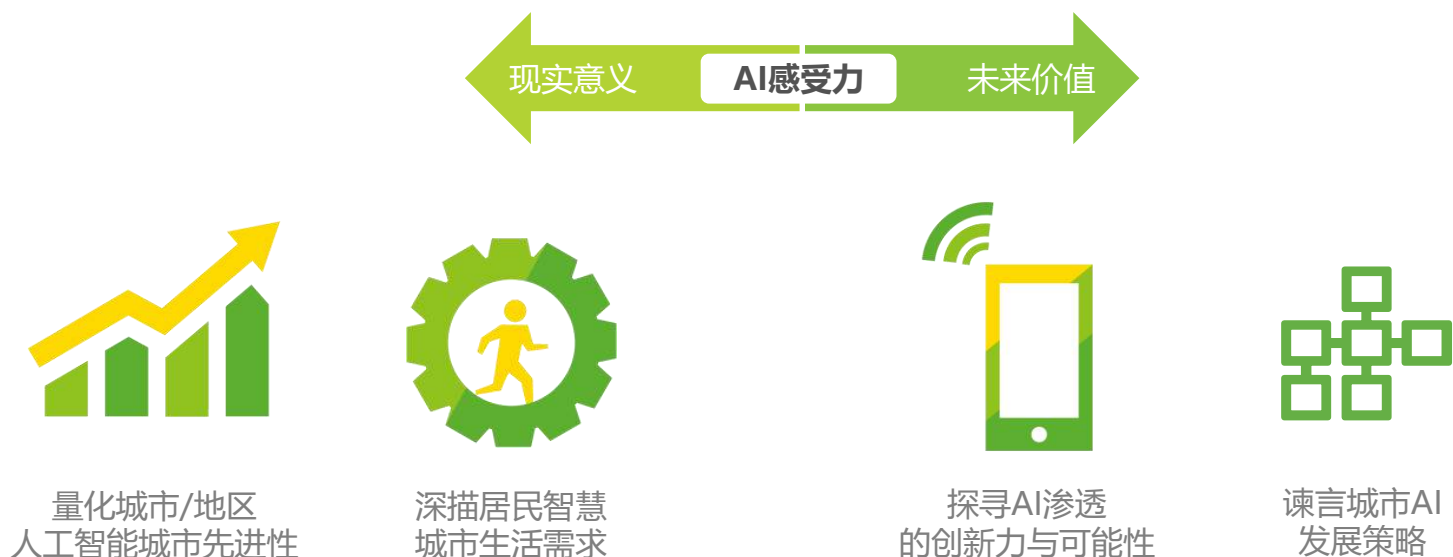 现实意义 AI感受力 未来价值
量化城市/地区
人工智能城市先进性
深描居民智慧
城市生活需求
探寻AI渗透
的创新力与可能性
谏言城市AI
发展策略